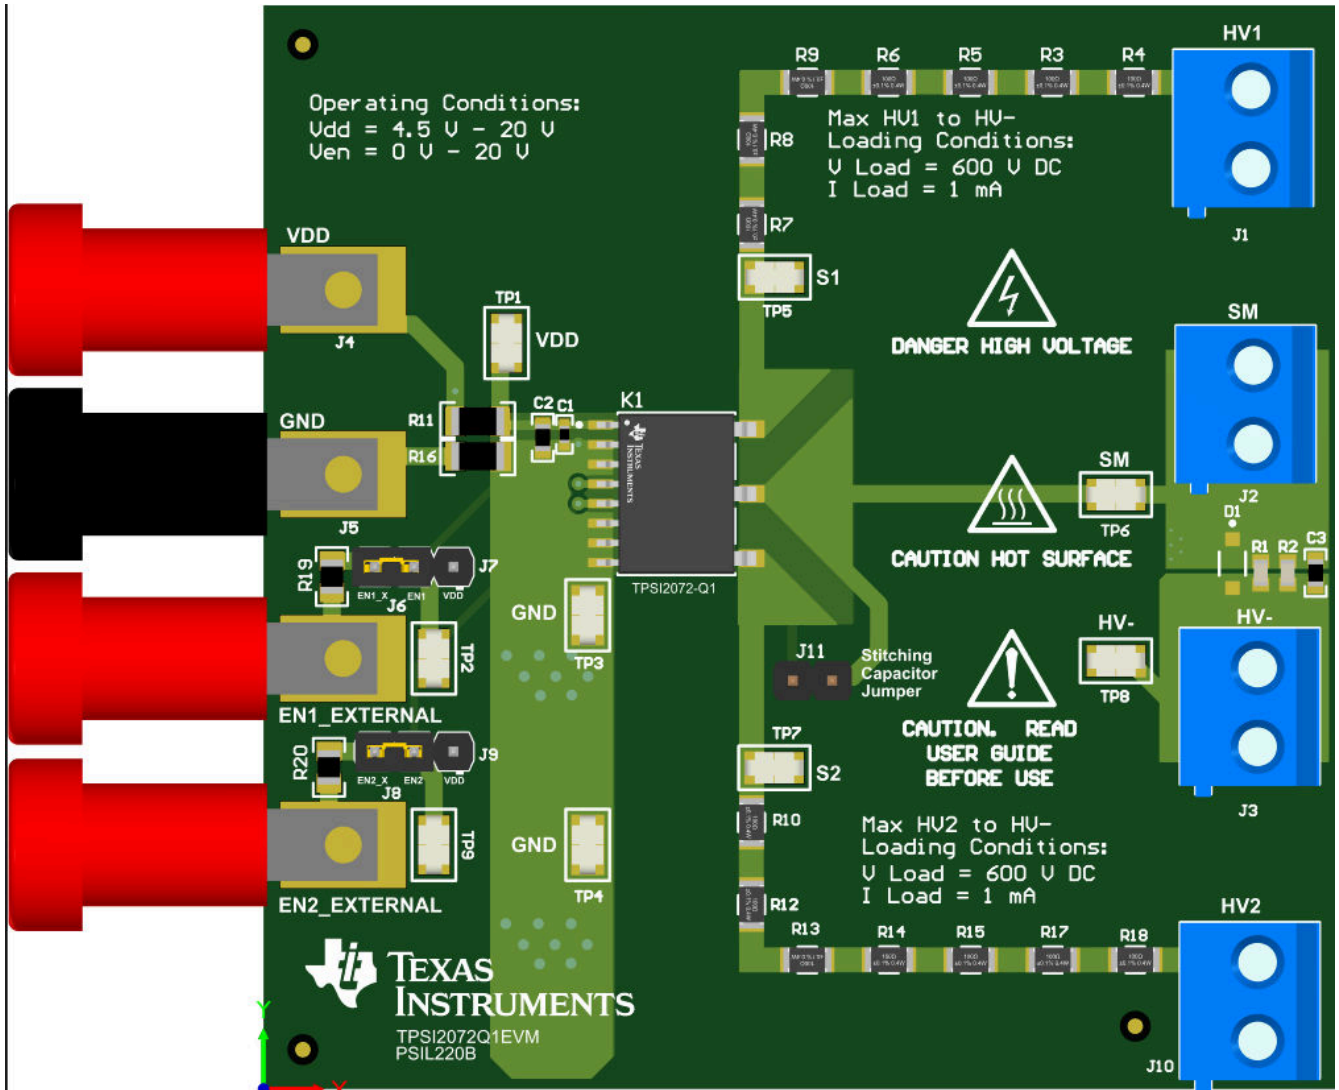 HV1
R9 R6 R5 R3 R4
Operating Conditions:
Vdd = 4.5 V - 20 V
Ven = 0 V - 20 V
Max HV1 to HV-
Loading Conditions:
V Load = 600 V DC
I Load = 1 mA
R8
R7
J1
VDD
S1
TP5
TP1
VDD
J4
DANGER HIGH VOLTAGE
SM
GND
R11
R16
C2 C1
K1
TEXAS
INSTRUMENTS
SM
TP6
J2
J5
D1
R1 R2 C3
CAUTION HOT SURFACE
R19
J7
EN1_X EN1 VDD
J6
TPSI2072-Q1
GND
TP3
TP2
HV-
TP8
HV-
J11
Stitching
Capacitor
Jumper
EN1_EXTERNAL
CAUTION. READ
USER GUIDE
BEFORE USE
TP7
S2
R20
J9
EN2_X EN2 VDD
J8
J3
R10
Max HV2 to HV-
Loading Conditions:
V Load = 600 V DC
I Load = 1 mA
TP9
GND
TP4
EN2_EXTERNAL
R12
HV2
R13 R14 R15 R17 R18
TEXAS
INSTRUMENTS
TPSI2072Q1EVM
PSIL220B
J10
Y
X